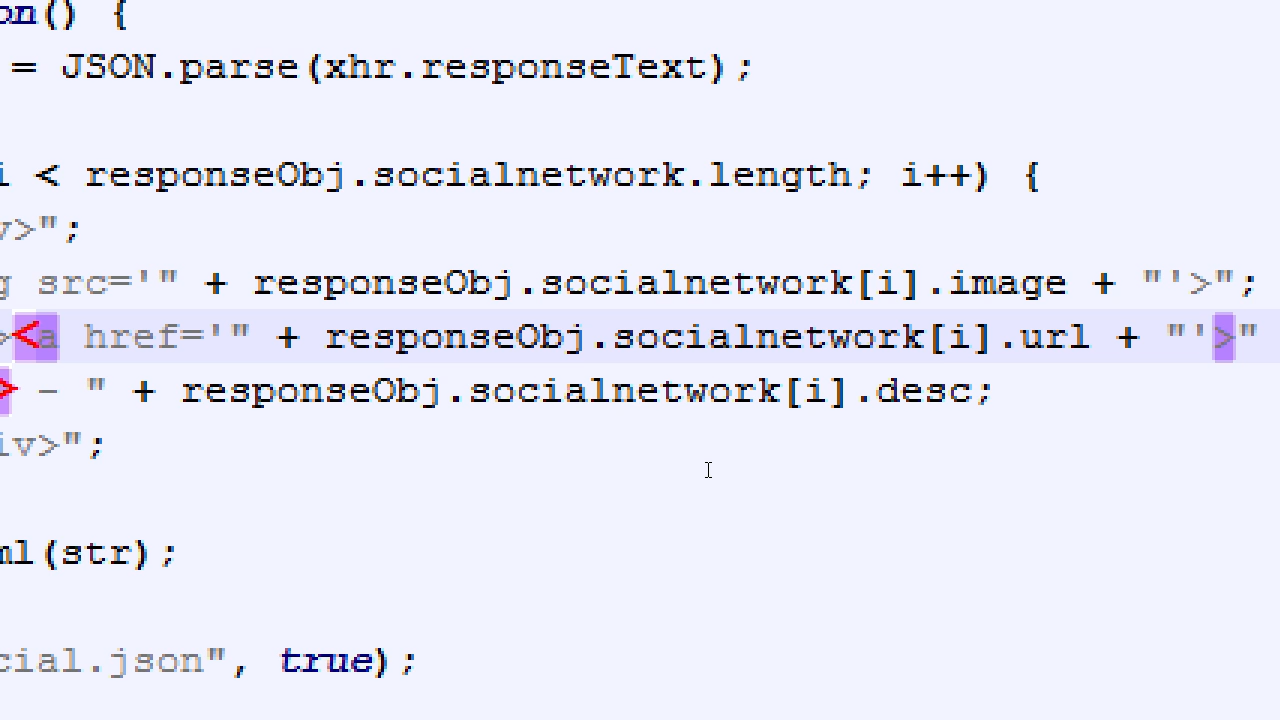 on() {
= JSON.parse(xhr.responseText);
i < responseObj.socialnetwork.length; i++) {
v>";
g src='" + responseObj.socialnetwork[i].image + "'>";
><a href='" + responseObj.socialnetwork[i].url + "'>"
> - " + responseObj.socialnetwork[i].desc;
iv>";
ml(str);
cial.json", true);